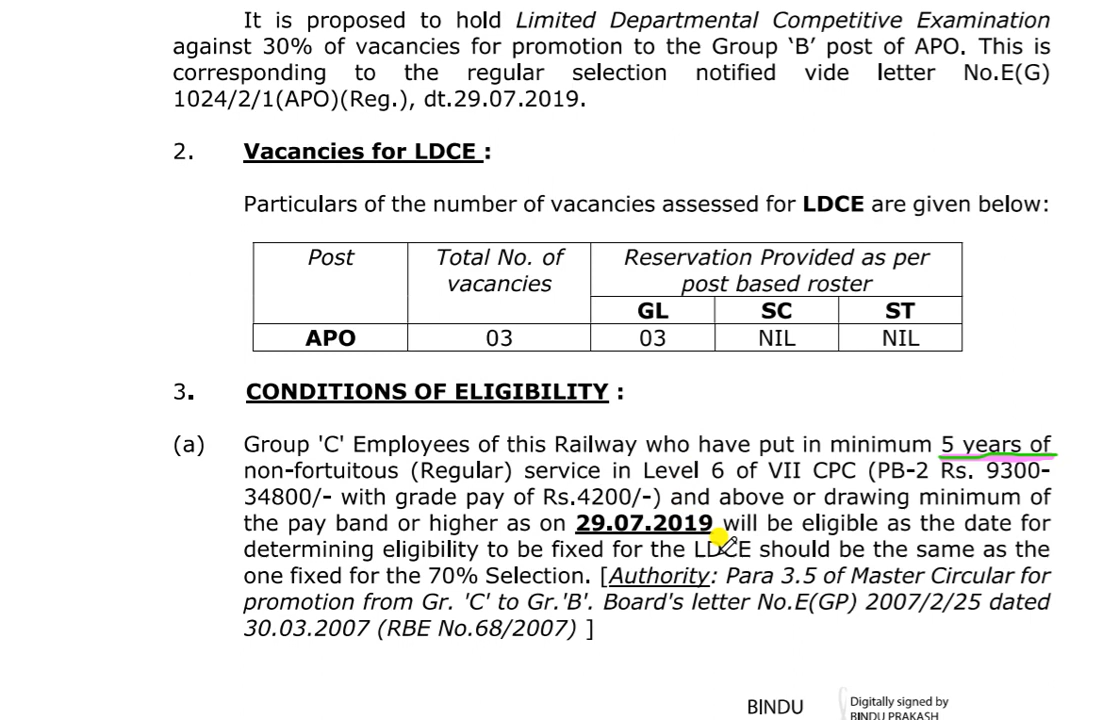 It is proposed to hold Limited Departmental Competitive Examination
against 30% of vacancies for promotion to the Group ‘B’ post of APO. This is
corresponding to the regular selection notified vide letter No.E(G)
1024/2/1(APO)(Reg.), dt.29.07.2019.
2. Vacancies for LDCE :
Particulars of the number of vacancies assessed for LDCE are given below:
Post Total No. of Reservation Provided as per
vacancies post based roster
GL SC ST
APO 03 03 NIL NIL
3. CONDITIONS OF ELIGIBILITY :
(a) Group 'C' Employees of this Railway who have put in minimum 5 years of
non-fortuitous (Regular) service in Level 6 of VII CPC (PB-2 Rs. 9300-
34800/- with grade pay of Rs.4200/-) and above or drawing minimum of
the pay band or higher as on 29.07.2019 will be eligible as the date for
determining eligibility to be fixed for the LDCE should be the same as the
one fixed for the 70% Selection. [Authority: Para 3.5 of Master Circular for
promotion from Gr. 'C' to Gr.'B'. Board's letter No.E(GP) 2007/2/25 dated
30.03.2007 (RBE No.68/2007) ]
BINDU Digitally signed by
BINDU PRAKASH